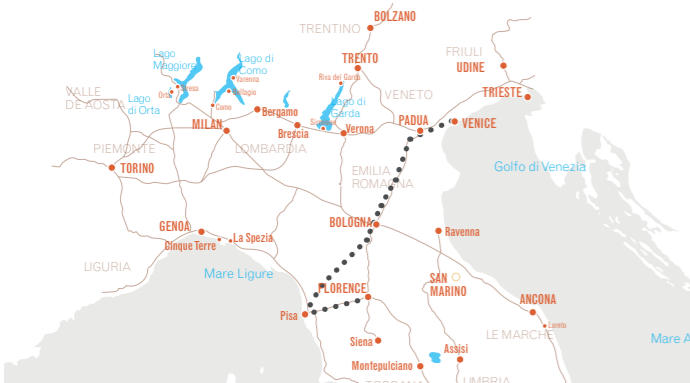 BOLZANO
TRENTINO
FRIULI
Lago
Maggiore
Lago di
Como
TRENTO
UDINE
Varenna
Riva del Garda
VALLE
DE AOSTA
Orta
Stresa
Bellagio
VENETO
TRIESTE
Lago
di Orta
Como
Bergamo
Lago di
Garda
MILAN
Brescia
Verona
PADUA
VENICE
PIEMONTE
LOMBARDIA
TORINO
EMILIA
ROMAGNA
Golfo di Venezia
GENOA
BOLOGNA
Cinque Terre
La Spezia
Ravenna
LIGURIA
Mare Ligure
SAN
MARINO
FLORENCE
ANCONA
Pisa
Loreto
LE MARCHE
Siena
Assisi
Mare A
Montepulciano
TOSCANA
UMBRIA